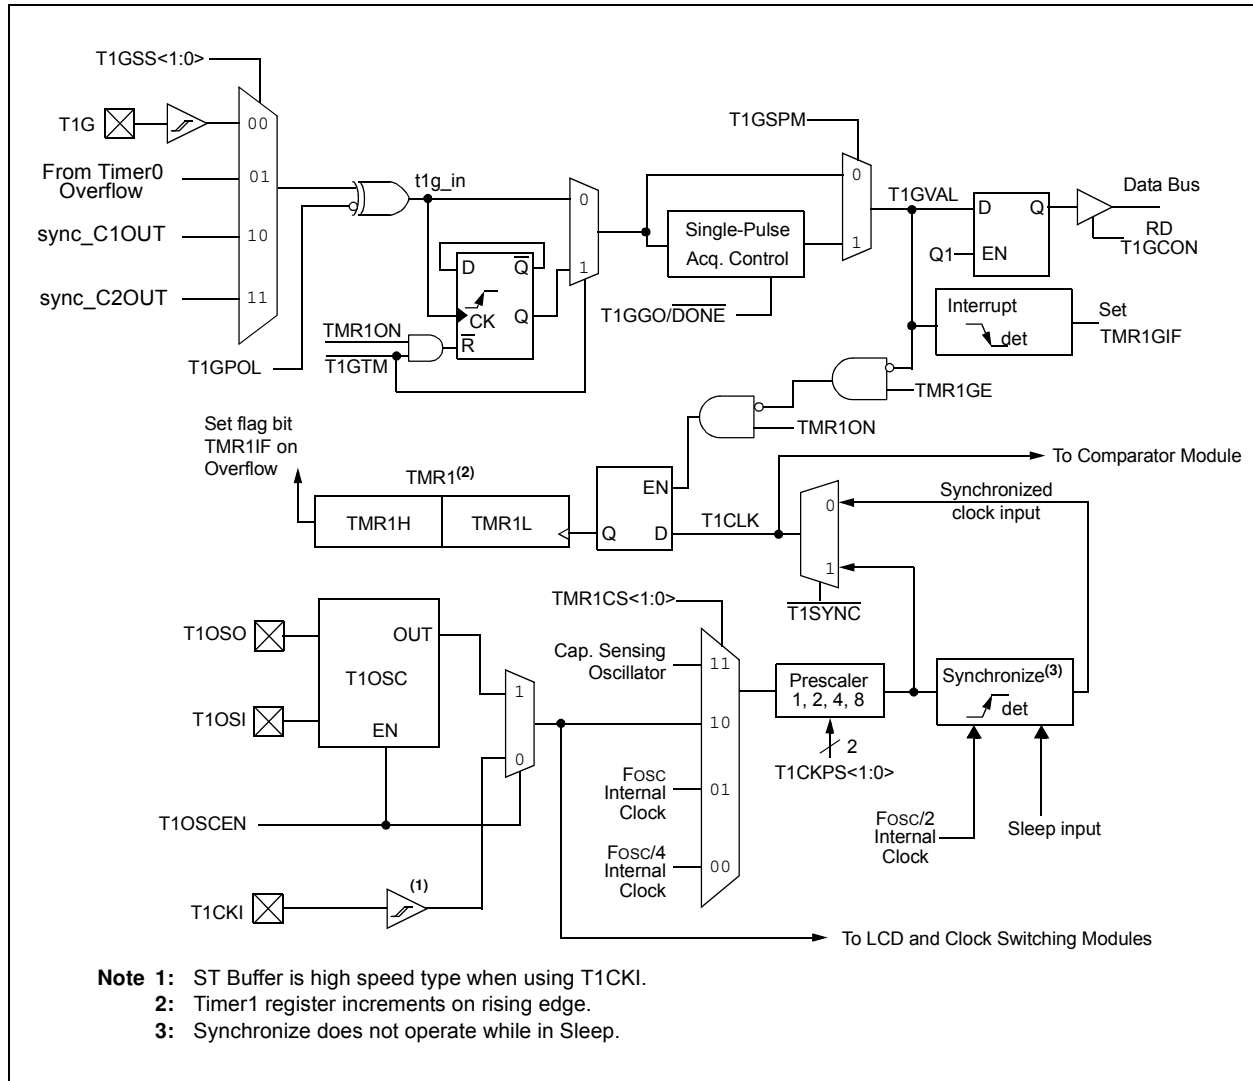 T1GSS<1:0>
T1G
00
From Timer0
Overflow
01
sync_C1OUT
10
sync_C2OUT
11
T1GPOL
t1g_in
0
1
D
Q
CK
Q
R
TMR1ON
T1GTM
T1GSPM
0
1
Single-Pulse
Acq. Control
T1GGO/DONE
T1GVAL
D
Q
Q1
EN
Data Bus
RD
T1GCON
Interrupt
det
Set
TMR1GIF
TMR1GE
TMR1ON
Set flag bit
TMR1IF on
Overflow
TMR1(2)
TMR1H
TMR1L
EN
Q
D
T1CLK
To Comparator Module
0
1
Synchronized
clock input
T1SYNC
T1OSO
T1OSI
OUT
T1OSC
EN
1
0
T1OSCEN
T1CKI
(1)
TMR1CS<1:0>
Cap. Sensing
Oscillator
11
10
FOSC
Internal
Clock
01
FOSC/4
Internal
Clock
00
Prescaler
1, 2, 4, 8
2
T1CKPS<1:0>
Synchronize(3)
det
FOSC/2
Internal
Clock
Sleep input
To LCD and Clock Switching Modules
Note 1: ST Buffer is high speed type when using T1CKI.
2: Timer1 register increments on rising edge.
3: Synchronize does not operate while in Sleep.